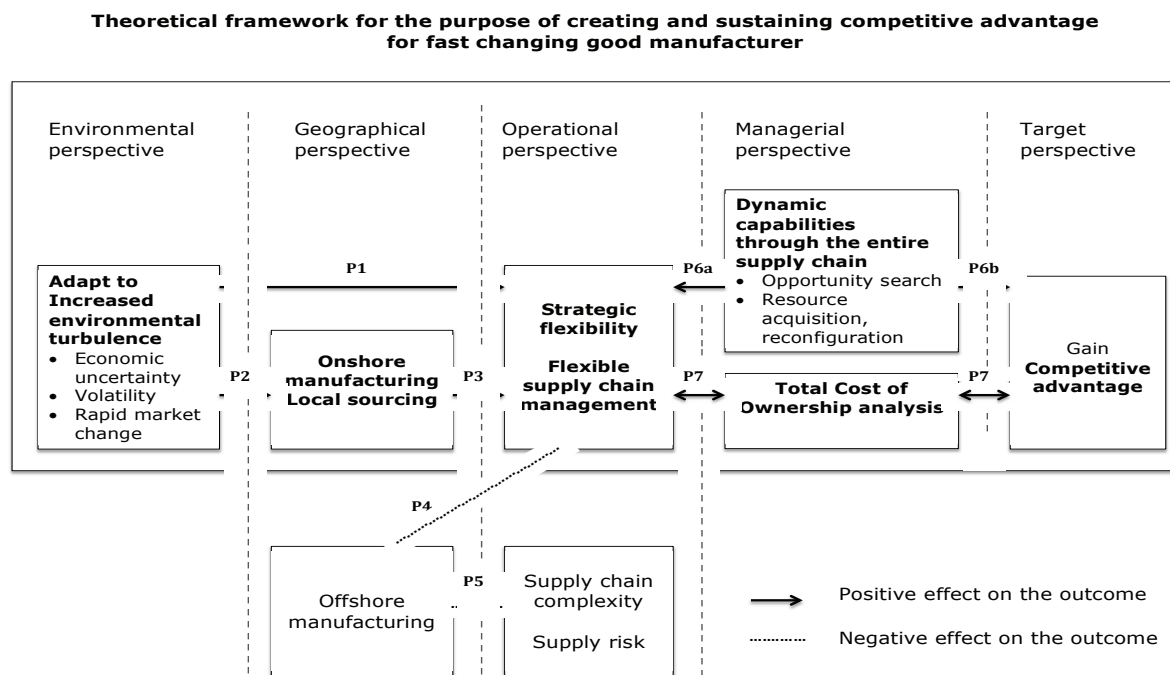 Theoretical framework for the purpose of creating and sustaining competitive advantage
for fast changing good manufacturer
Environmental
perspective
Geographical
perspective
Operational
perspective
Managerial
perspective
Target
perspective
Adapt to
Increased
environmental
turbulence
• Economic
uncertainty
• Volatility
• Rapid market
change
P1
P2
Onshore
manufacturing
Local sourcing
P3
Strategic
flexibility
Flexible
supply chain
management
P6a
P7
Dynamic
capabilities
through the entire
supply chain
• Opportunity search
• Resource
acquisition,
reconfiguration
Total Cost of
Ownership analysis
P6b
P7
Gain
Competitive
advantage
P4
Offshore
manufacturing
P5
Supply chain
complexity
Supply risk
Positive effect on the outcome
Negative effect on the outcome